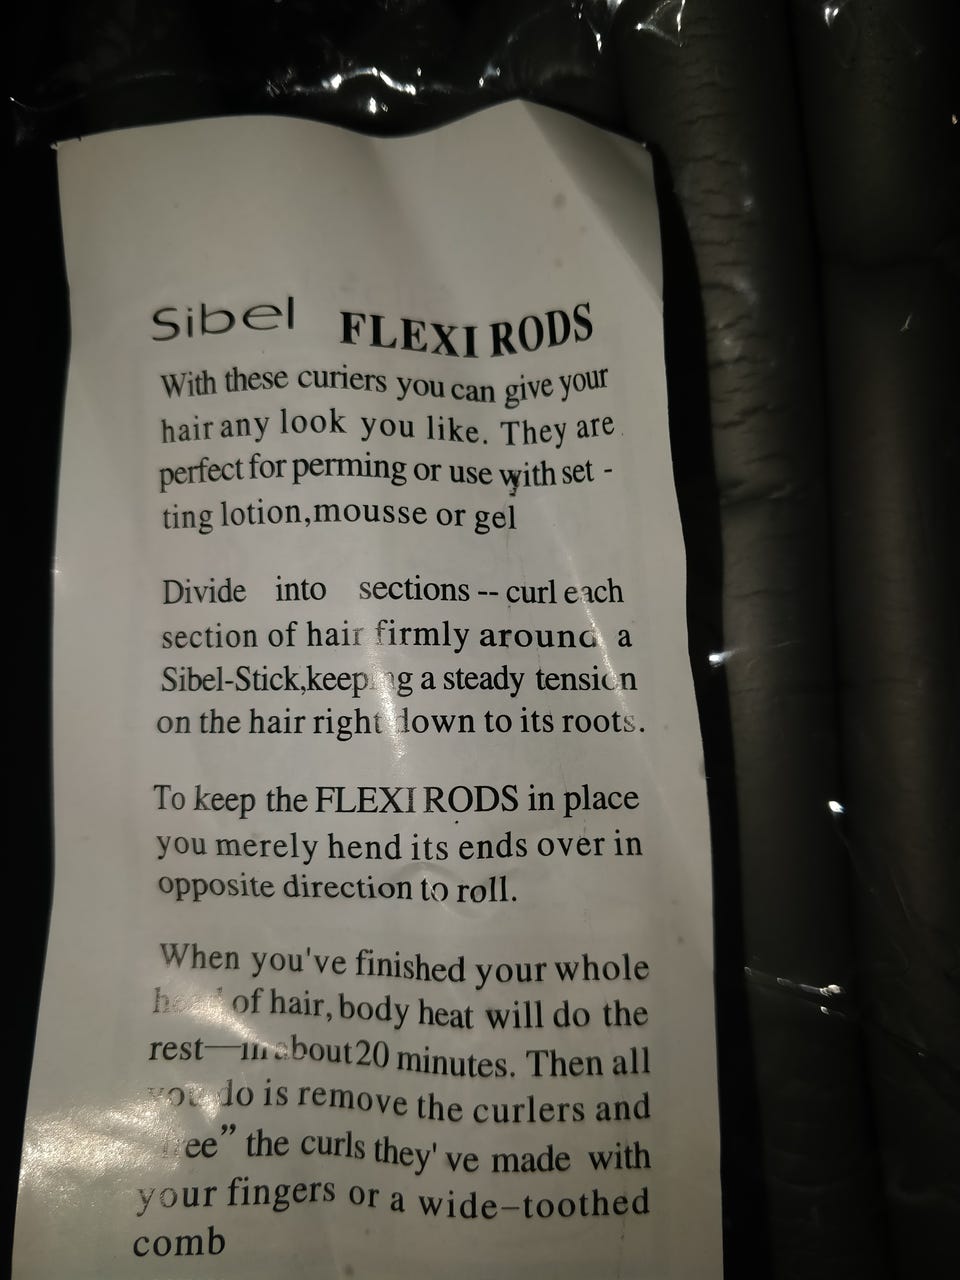 Sibel FLEXI RODS
With these curiers you can give your
hair any look you like. They are
perfect for perming or use with set -
ting lotion,mousse or gel
Divide into sections -- curl each
section of hair firmly around a
Sibel-Stick,keeping a steady tension
on the hair right down to its roots.
To keep the FLEXI RODS in place
you merely hend its ends over in
opposite direction to roll.
When you've finished your whole
head of hair, body heat will do the
rest—in about 20 minutes. Then all
you do is remove the curlers and
the curls they' ve made with
your fingers or a wide-toothed
comb